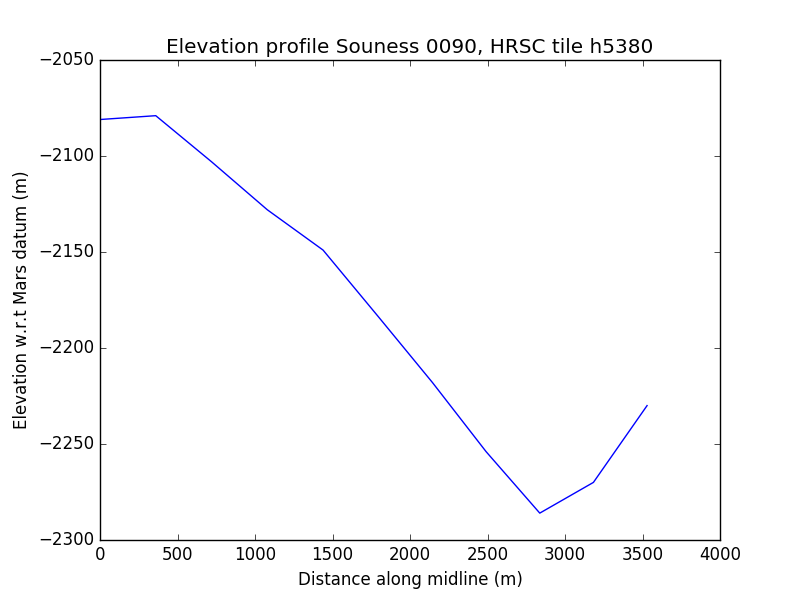 Elevation profile Souness 0090, HRSC tile h5380
−2050
−2100
−2150
−2200
−2250
−2300
Elevation w.r.t Mars datum (m)
0 500 1000 1500 2000 2500 3000 3500 4000
Distance along midline (m)